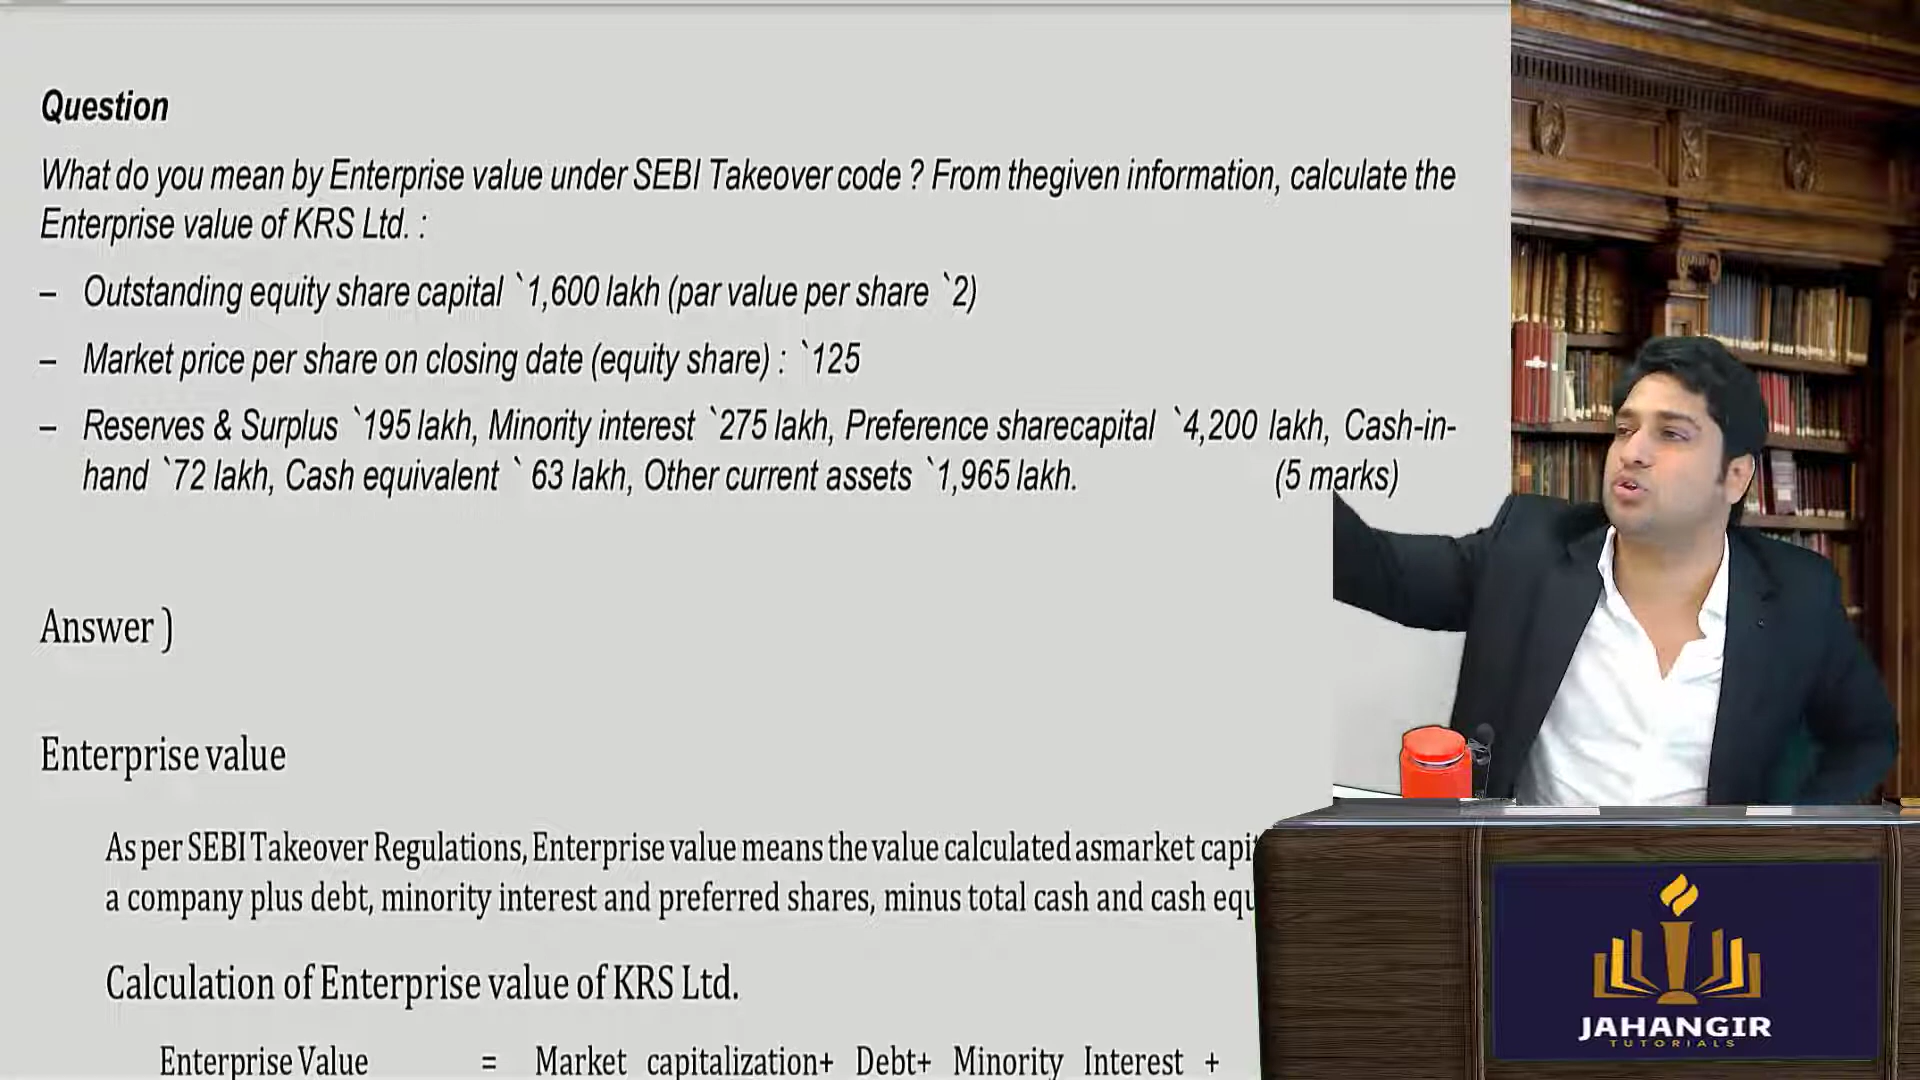 Question
What do you mean by Enterprise value under SEBI Takeover code ? From thegiven information, calculate the
Enterprise value of KRS Ltd. :
– Outstanding equity share capital `1,600 lakh (par value per share `2)
– Market price per share on closing date (equity share) : `125
– Reserves & Surplus `195 lakh, Minority interest `275 lakh, Preference sharecapital `4,200 lakh, Cash-in-
hand `72 lakh, Cash equivalent ` 63 lakh, Other current assets `1,965 lakh. (5 marks)
Answer )
Enterprise value
As per SEBI Takeover Regulations, Enterprise value means the value calculated asmarket capi
a company plus debt, minority interest and preferred shares, minus total cash and cash equ
Calculation of Enterprise value of KRS Ltd.
Enterprise Value = Market capitalization+ Debt+ Minority Interest +
JAHANGIR
TUTORIALS